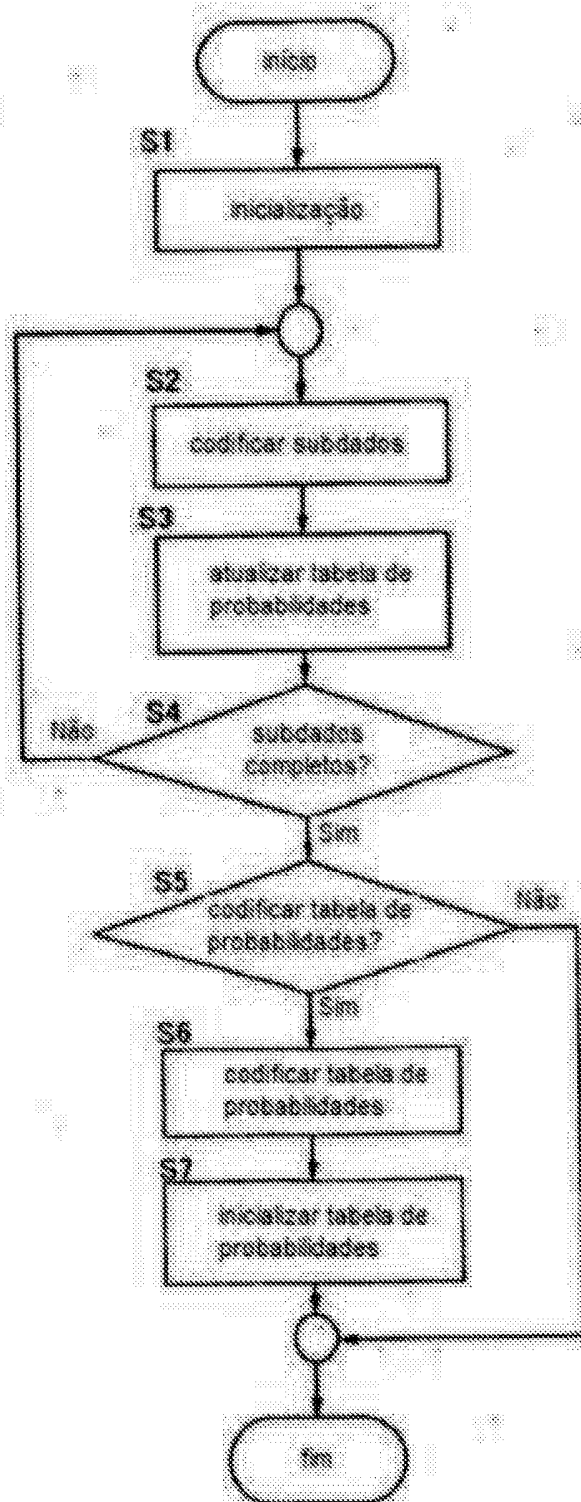 início
S1
inicialização
S2
codificar subdados
S3
atualizar tabela de
probabilidades
S4
Não
subdados
completos?
Sim
S5
Não
codificar tabela de
probabilidades?
Sim
S6
codificar tabela de
probabilidades
S7
inicializar tabela de
probabilidades
fim